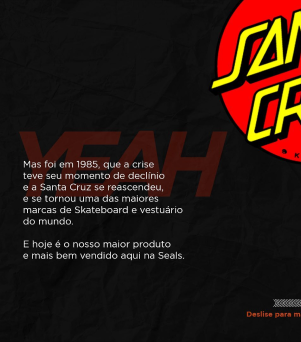 SAN
CRU
YEAH
Mas foi em 1985, que a crise
teve seu momento de declínio
e a Santa Cruz se reascendeu,
e se tornou uma das maiores
marcas de Skateboard e vestuário
do mundo.
E hoje é o nosso maior produto
e mais bem vendido aqui na Seals.
Deslise para m